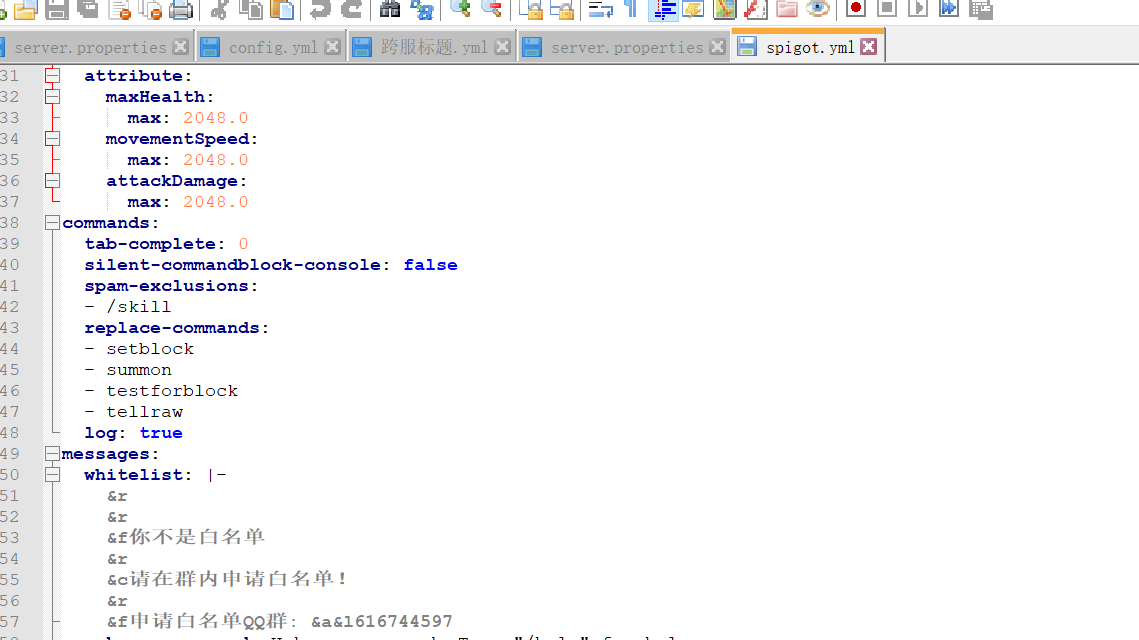 server.properties
config.yml
跨服标题.yml
server.properties
spigot.yml
31 attribute:
32 maxHealth:
33 max: 2048.0
34 movementSpeed:
35 max: 2048.0
36 attackDamage:
37 max: 2048.0
38 commands:
39 tab-complete: 0
40 silent-commandblock-console: false
41 spam-exclusions:
42 - /skill
43 replace-commands:
44 - setblock
45 - summon
46 - testforblock
47 - tellraw
48 log: true
49 messages:
50 whitelist: |-
51 &r
52 &r
53 &f你不是白名单
54 &r
55 &c请在群内申请白名单！
56 &r
57 &f申请白名单QQ群: &a&l616744597